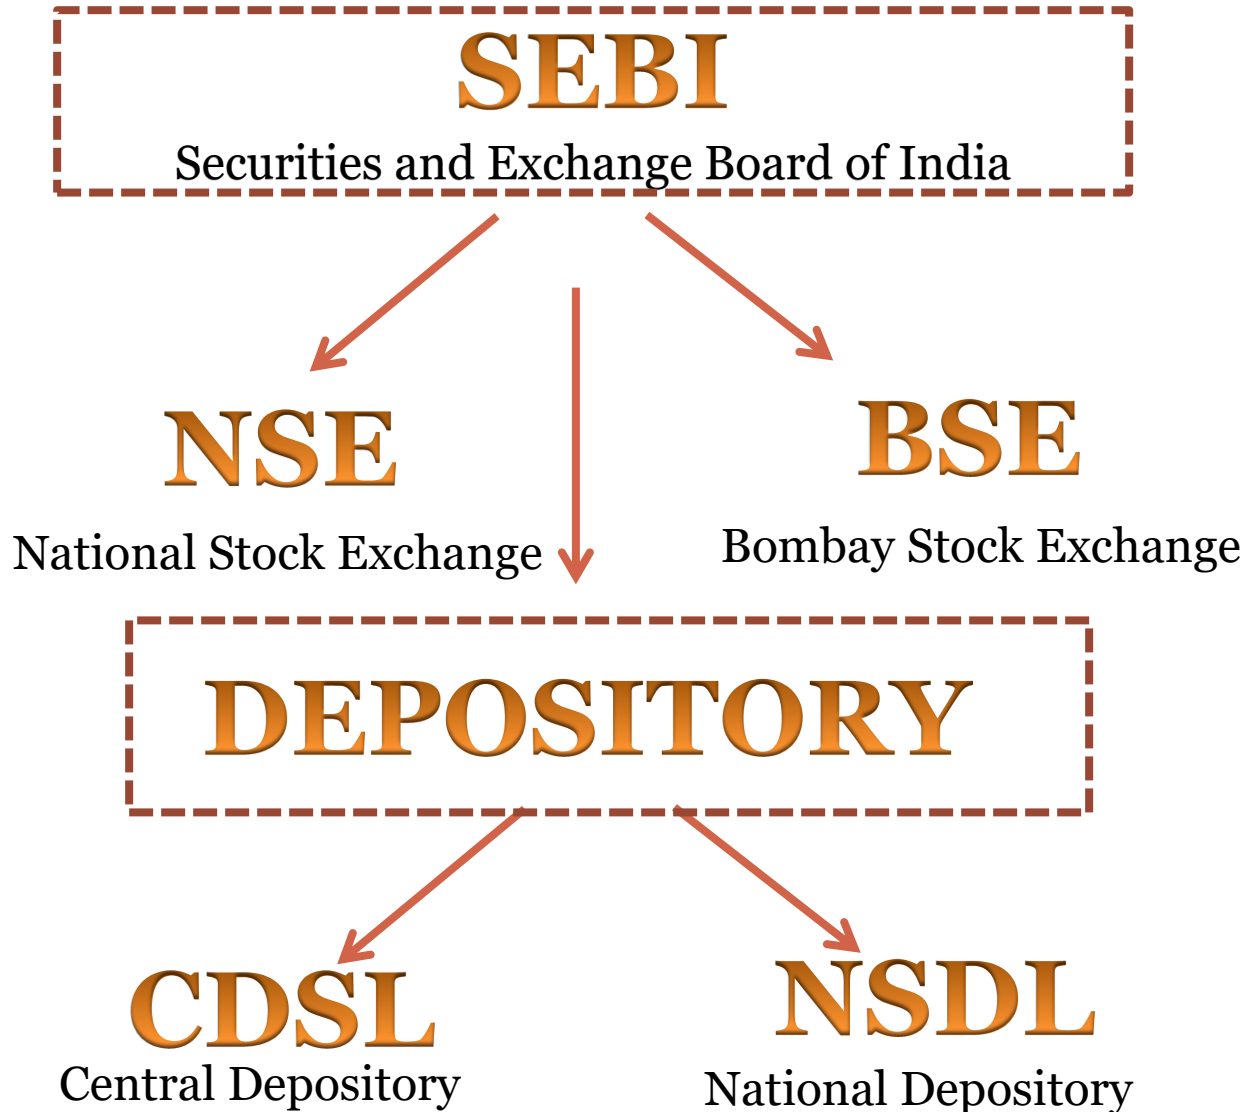 SEBI
Securities and Exchange Board of India
NSE
National Stock Exchange
BSE
Bombay Stock Exchange
DEPOSITORY
CDSL
Central Depository
NSDL
National Depository